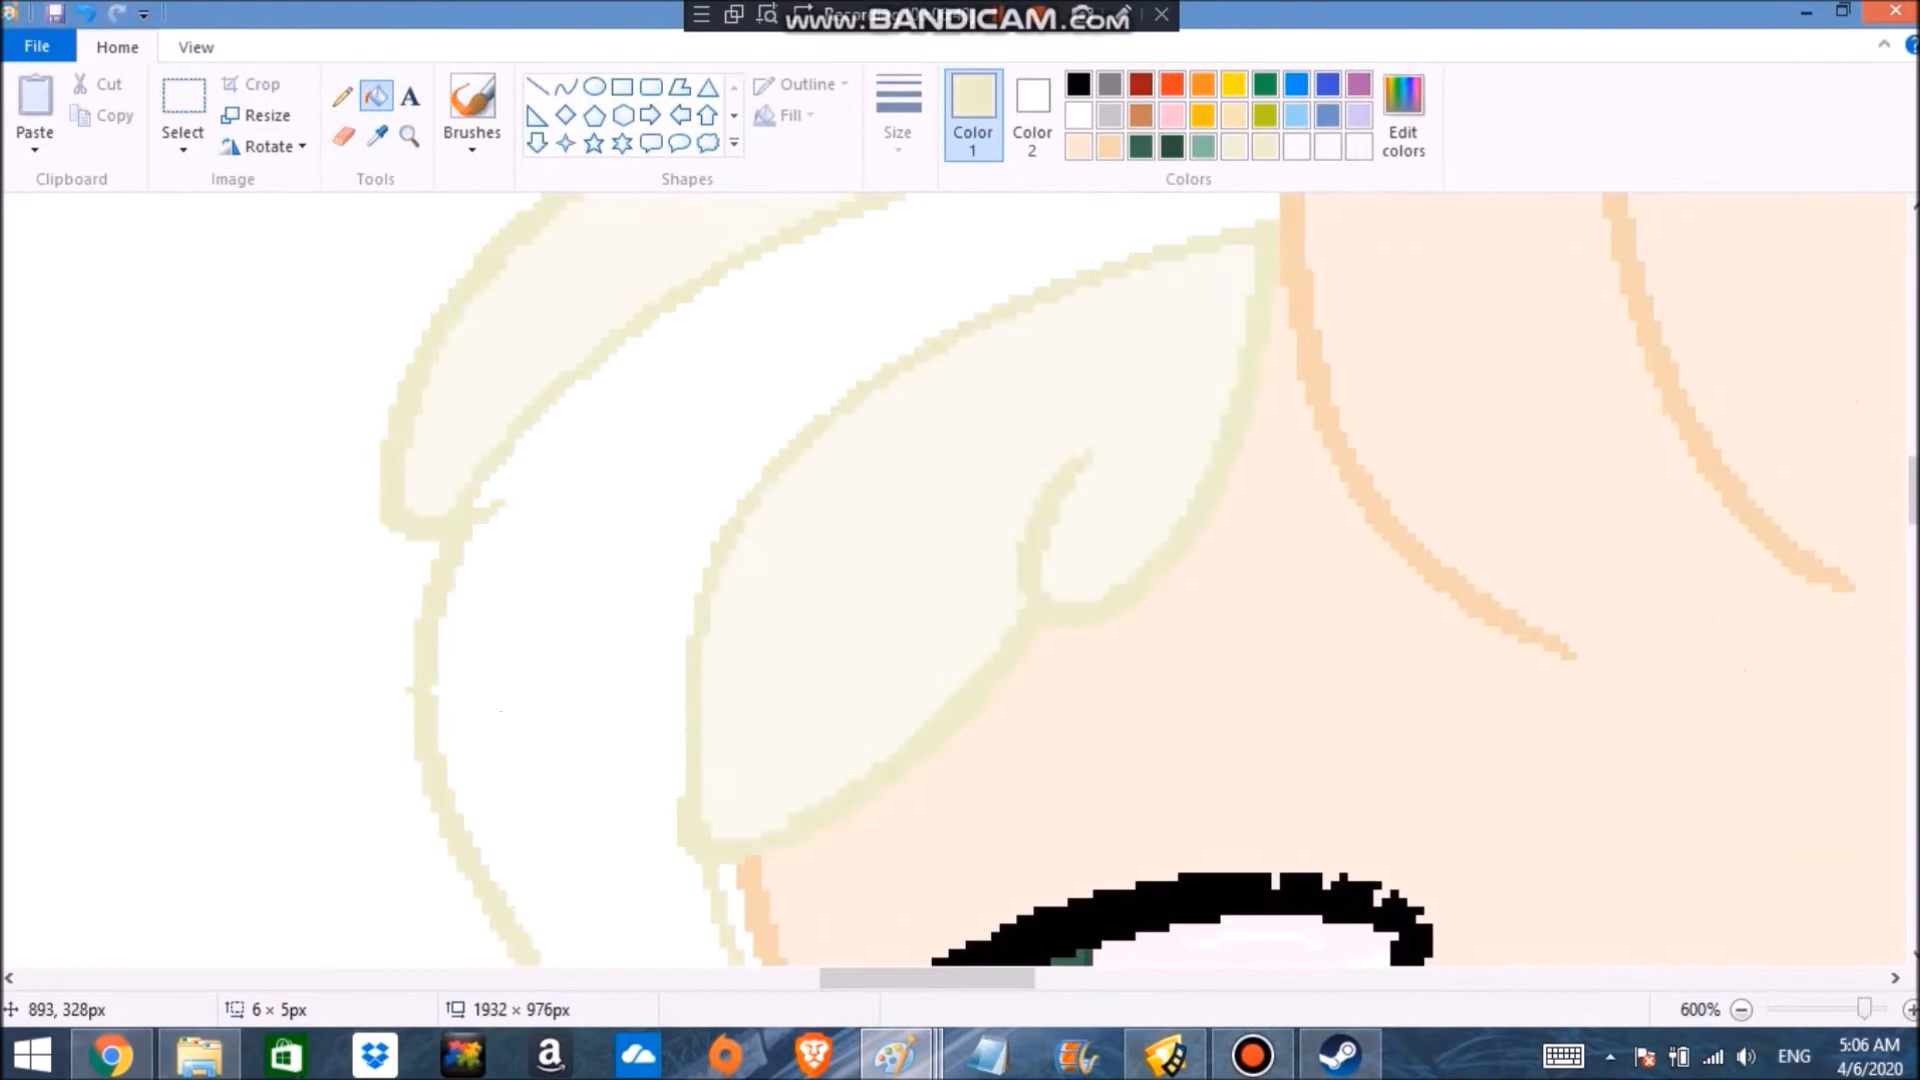 www.BANDICAM.com
File
Home
View
Paste
Cut
Copy
Clipboard
Select
Crop
Resize
Rotate
Image
Tools
A
Brushes
Shapes
Outline
Fill
Size
Color
1
Color
2
Colors
Edit
colors
893, 328px
6 × 5px
1932 × 976px
600%
ENG
5:06 AM
4/6/2020